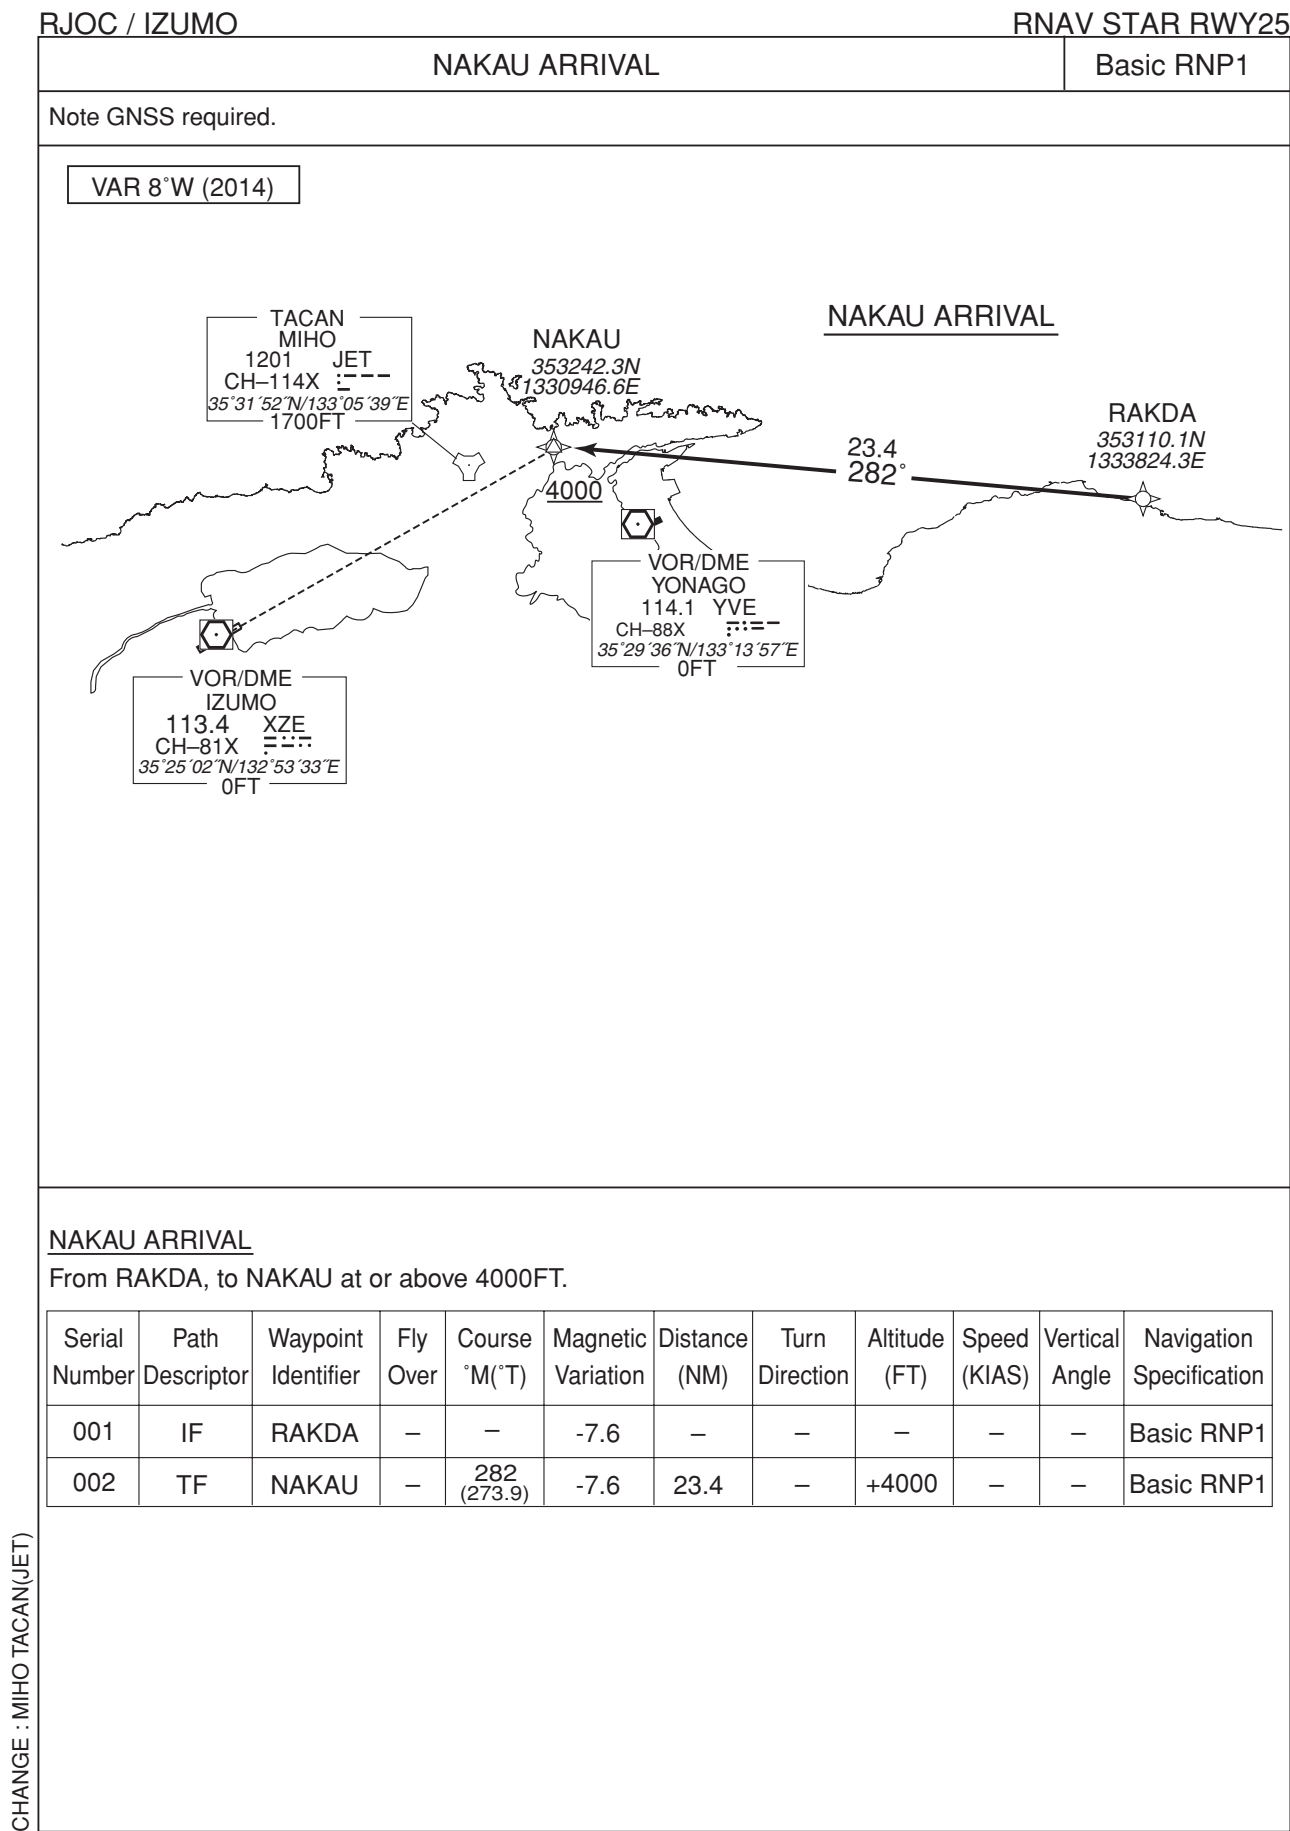 RJOC / IZUMO
RNAV STAR RWY25
NAKAU ARRIVAL
Basic RNP1
Note GNSS required.
VAR 8˚W (2014)
NAKAU ARRIVAL
TACAN
MIHO
1201 JET
CH–114X
35˚31´52˝N/133˚05´39˝E
1700FT
NAKAU
353242.3N
1330946.6E
4000
23.4
282˚
RAKDA
353110.1N
1333824.3E
VOR/DME
YONAGO
114.1 YVE
CH–88X
35˚29´36˝N/133˚13´57˝E
0FT
VOR/DME
IZUMO
113.4 XZE
CH–81X
35˚25´02˝N/132˚53´33˝E
0FT
NAKAU ARRIVAL
From RAKDA, to NAKAU at or above 4000FT.
Serial Path Waypoint Fly Course Magnetic Distance Turn Altitude Speed Vertical Navigation
Number Descriptor Identifier Over ˚M(˚T) Variation (NM) Direction (FT) (KIAS) Angle Specification
001 IF RAKDA – – -7.6 – – – – – Basic RNP1
002 TF NAKAU – 282 (273.9) -7.6 23.4 – +4000 – – Basic RNP1
CHANGE : MIHO TACAN(JET)